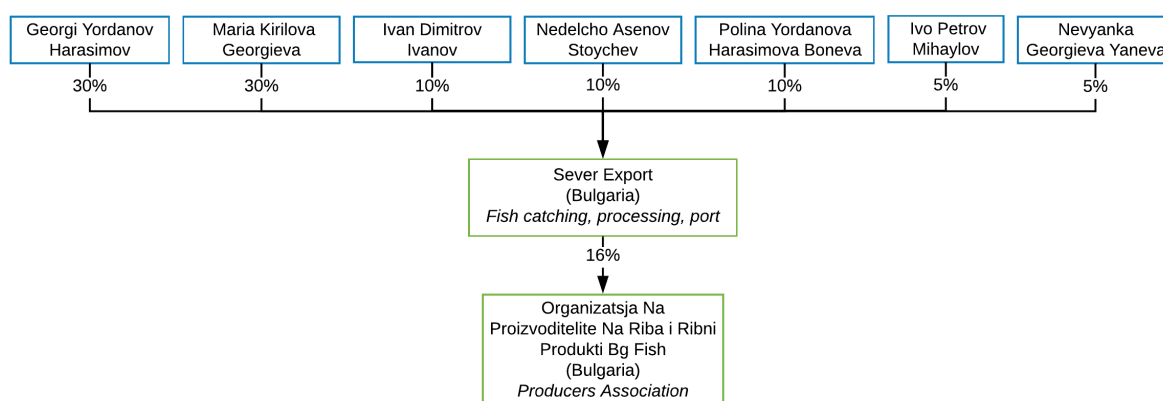 Georgi Yordanov
Harasimov
Maria Kirilova
Georgieva
Ivan Dimitrov
Ivanov
Nedelcho Asenov
Stoychev
Polina Yordanova
Harasimova Boneva
Ivo Petrov
Mihaylov
Nevyanka
Georgieva Yaneva
30%
30%
10%
10%
10%
5%
5%
Sever Export
(Bulgaria)
Fish catching, processing, port
16%
Organizatsja Na
Proizvoditelite Na Riba i Ribni
Produkti Bg Fish
(Bulgaria)
Producers Association